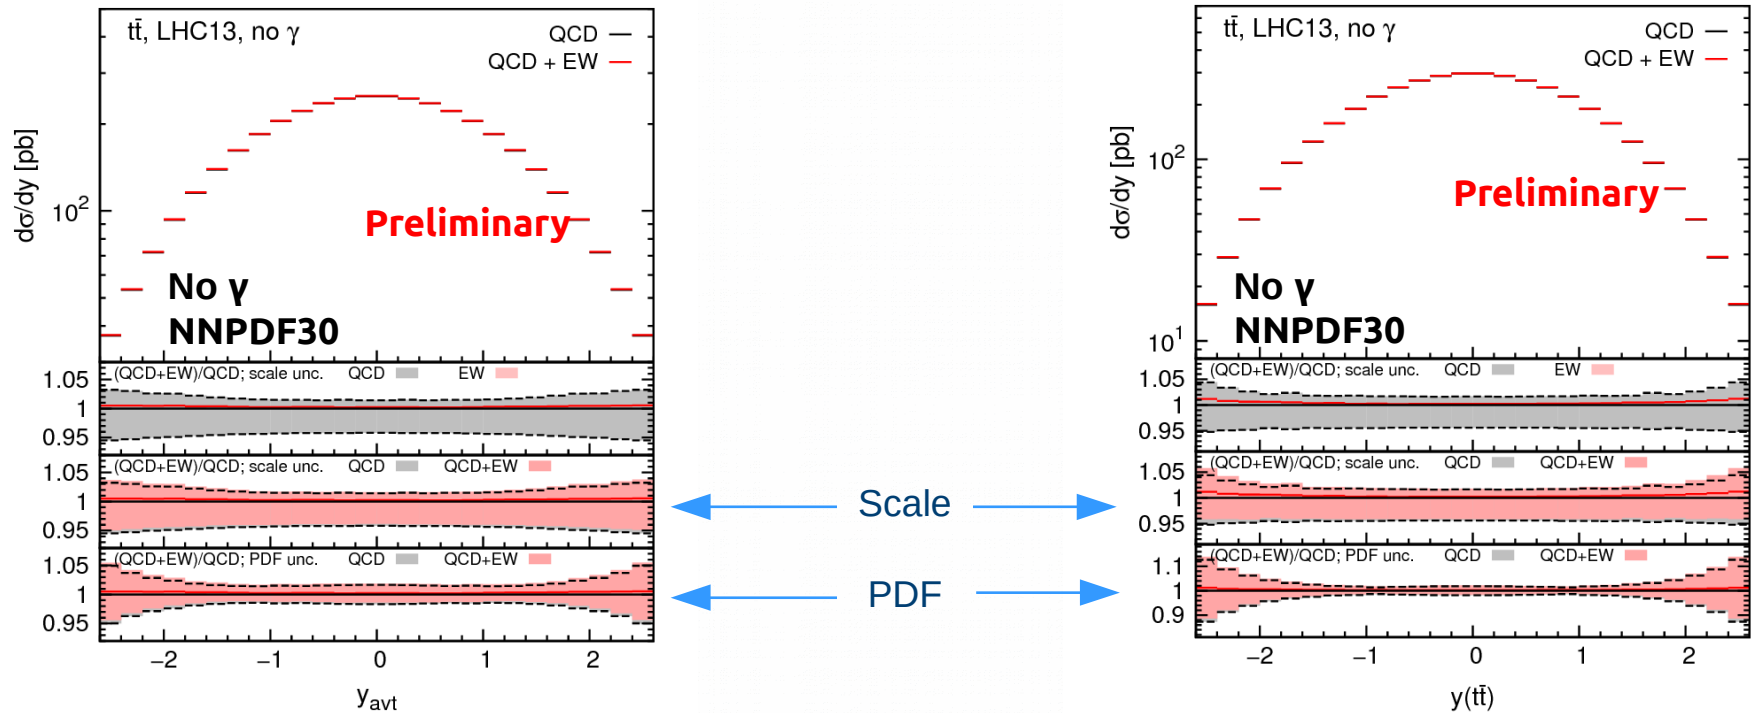 tt̄, LHC13, no γ
QCD
QCD + EW
dσ/dy [pb]
10²
Preliminary
No γ
NNPDF30
(QCD+EW)/QCD; scale unc. QCD EW
1.05
1
0.95
(QCD+EW)/QCD; scale unc. QCD QCD+EW
1.05
1
0.95
(QCD+EW)/QCD; PDF unc. QCD QCD+EW
1.05
1
0.95
−2 −1 0 1 2
y_avt
Scale
PDF
tt̄, LHC13, no γ
QCD
QCD + EW
dσ/dy [pb]
10²
Preliminary
No γ
NNPDF30
10¹
(QCD+EW)/QCD; scale unc. QCD EW
1.05
1
0.95
(QCD+EW)/QCD; scale unc. QCD QCD+EW
1.05
1
0.95
(QCD+EW)/QCD; PDF unc. QCD QCD+EW
1.1
1
0.9
−2 −1 0 1 2
y(tt̄)